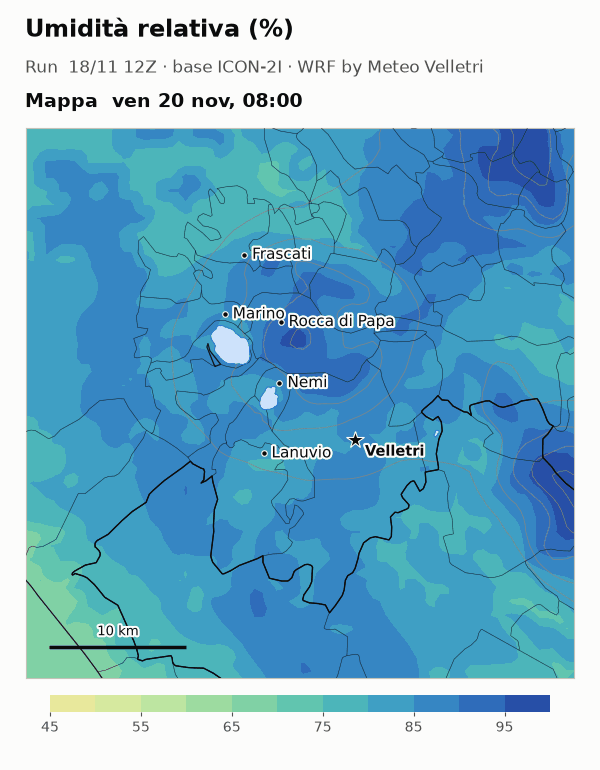 Umidità relativa (%)
Run  18/11 12Z · base ICON-2I · WRF by Meteo Velletri
Mappa  ven 20 nov, 08:00
Frascati
Marino
Rocca di Papa
Nemi
Velletri
Lanuvio
10 km
45 55 65 75 85 95